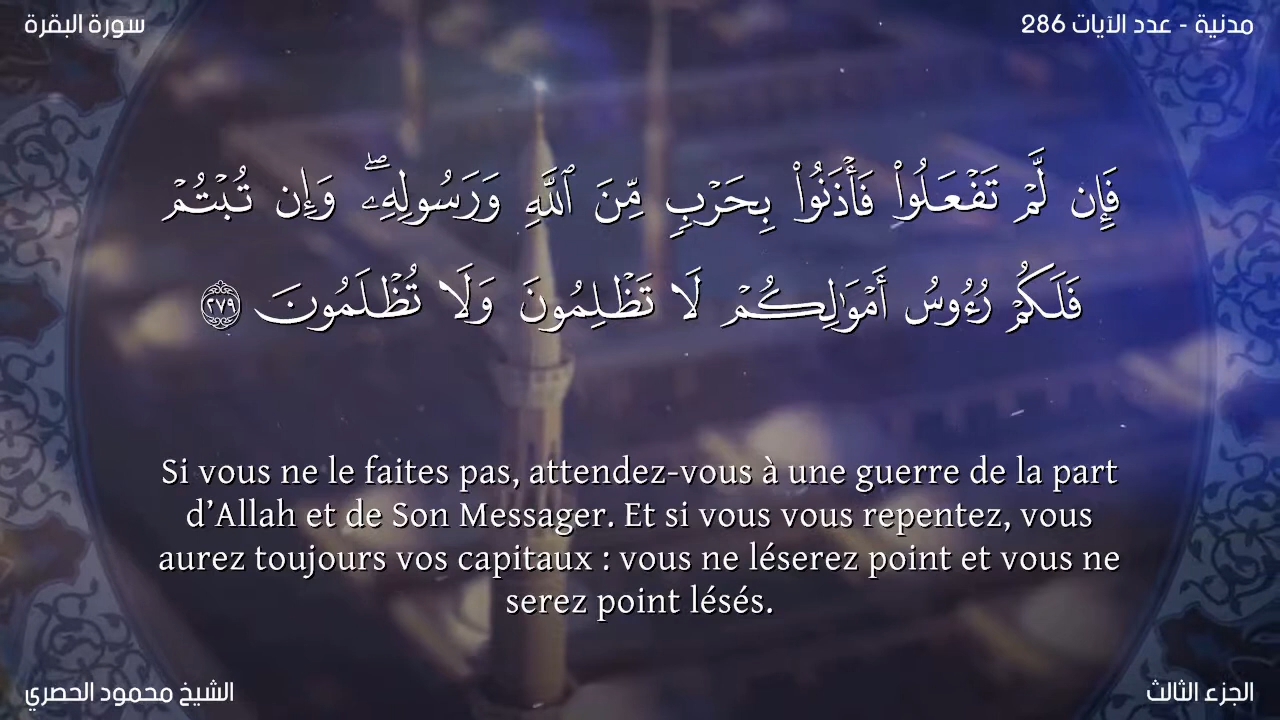 مدنية - عدد الآيات 286
سورة البقرة
فَإِن لَّمْ تَفْعَلُوا۟ فَأْذَنُوا۟ بِحَرْبٍ مِّنَ ٱللَّهِ وَرَسُولِهِۦ ۖ وَإِن تُبْتُمْ
فَلَكُمْ رُءُوسُ أَمْوَٰلِكُمْ لَا تَظْلِمُونَ وَلَا تُظْلَمُونَ ٢٧٩
Si vous ne le faites pas, attendez-vous à une guerre de la part
d’Allah et de Son Messager. Et si vous vous repentez, vous
aurez toujours vos capitaux : vous ne léserez point et vous ne
serez point lésés.
الجزء الثالث
الشيخ محمود الحصري